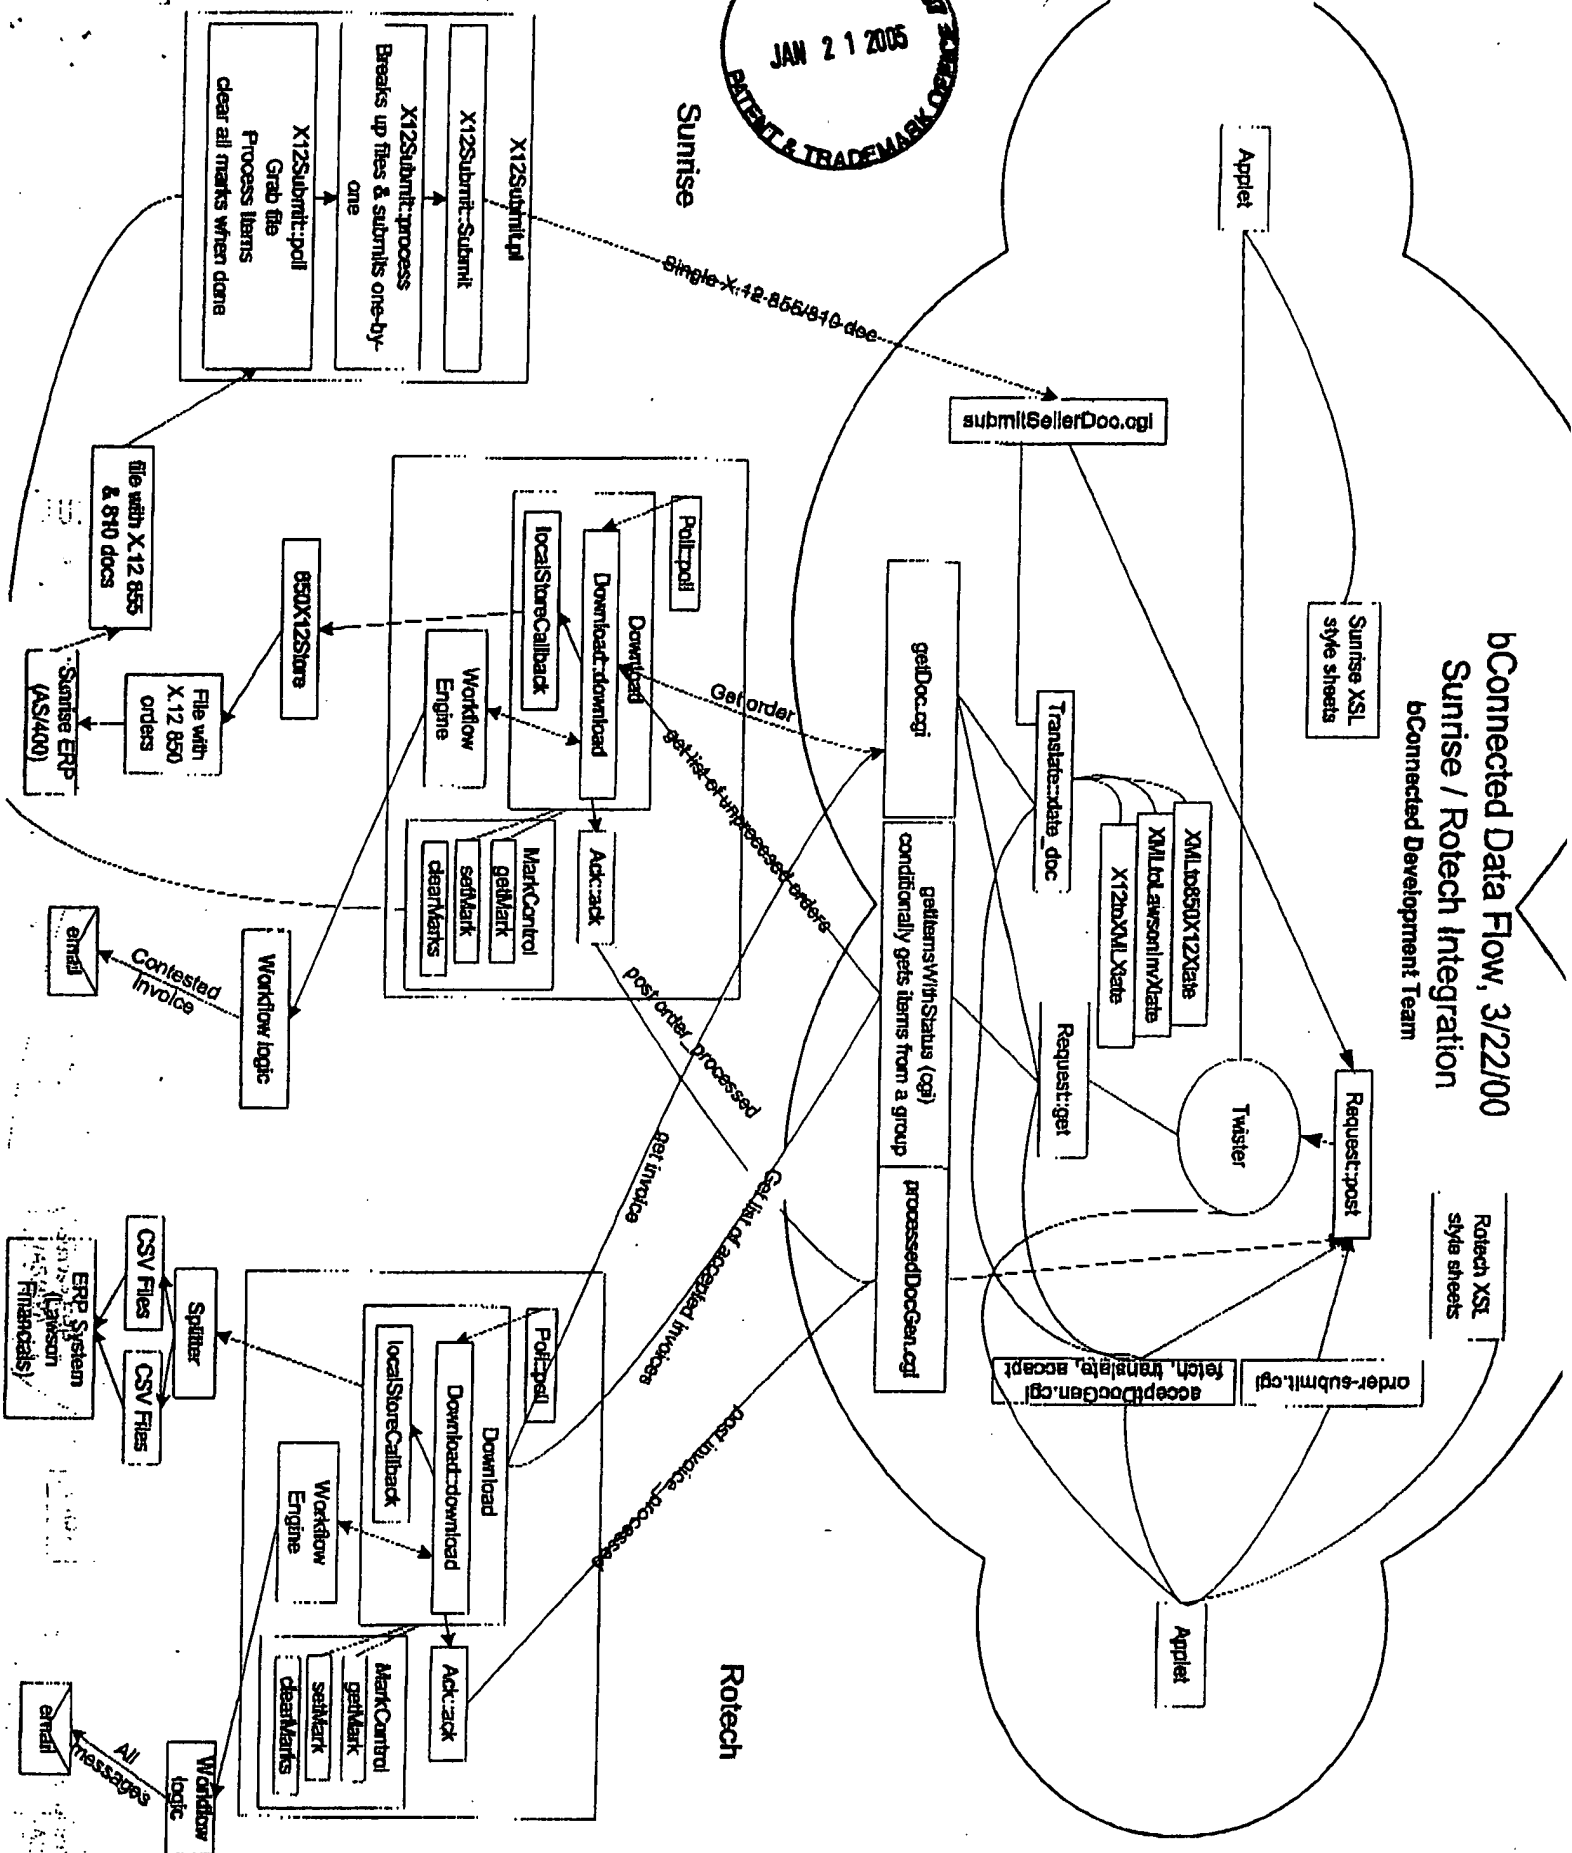 bConnected Data Flow, 3/22/00
Sunrise / Rotech Integration
bConnected Development Team
JAN 2 1 2005
PATENT & TRADEMARK
Applet
Sunrise XSL
style sheets
Rotech XSL
style sheets
Request::post
Twister
submitSellerDoc.cgi
Translate::xlate_doc
XMLto850X12Xlate
XMLtoLawsonInvXlate
X12toXMLXlate
Request::get
order-submit.cgi
acceptDocGen.cgi
fetch, translate, accept
Applet
getDoc.cgi
getItemsWithStatus (cgi)
conditionally gets items from a group
processedDocGen.cgi
Sunrise
Single X.12 855/810 doc
X12Submit.pl
X12Submit::Submit
X12Submit::process
Breaks up files & submits one-by-
one
X12Submit::poll
Grab file
Process items
clear all marks when done
file with X.12 855
& 810 docs
Poll::poll
Download
Download::download
localStoreCallback
Workflow
Engine
Ack::ack
MarkControl
getMark
setMark
clearMarks
Get order
get list of unprocessed orders
post order_processed
850X12Store
File with
X.12 850
orders
Sunrise ERP
(AS/400)
Workflow logic
Contested
Invoice
email
Rotech
get invoice
Get list of accepted invoices
post invoice_processed
Poll::poll
Download
Download::download
localStoreCallback
Workflow
Engine
Ack::ack
MarkControl
getMark
setMark
clearMarks
Splitter
CSV Files
CSV Files
ERP System
(Lawson
Financials)
Workflow
logic
All
messages
email